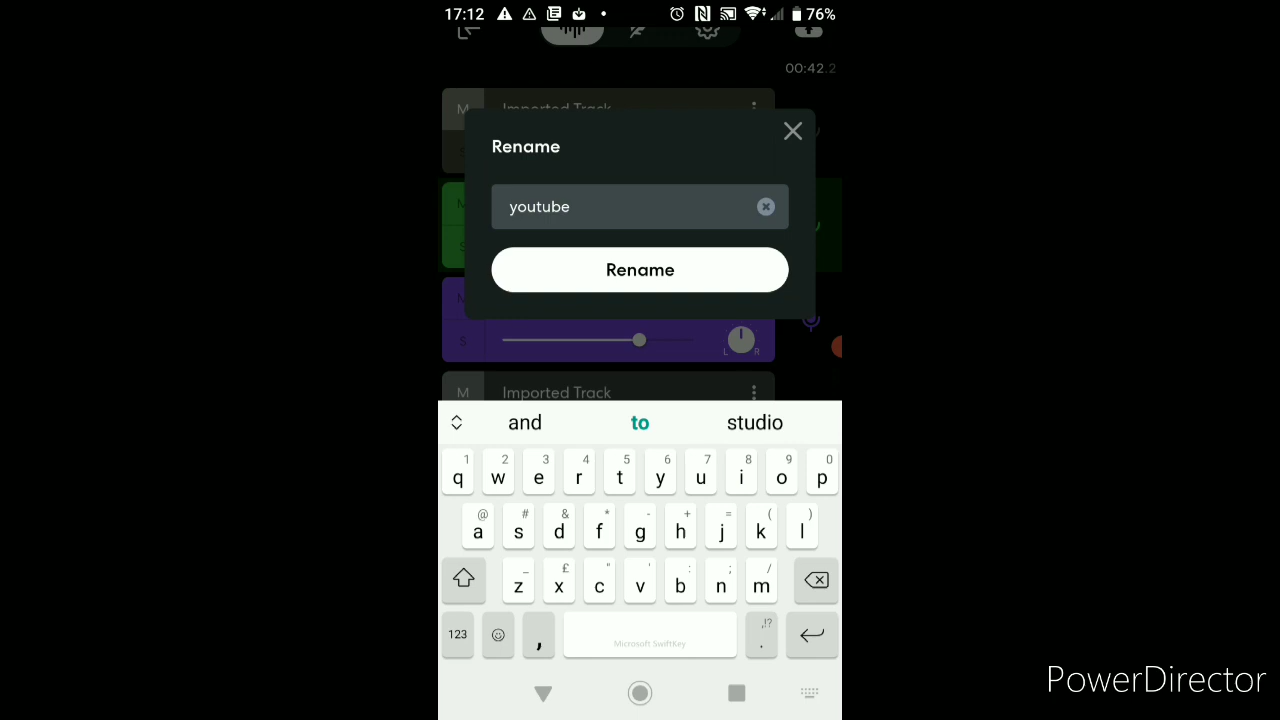 17:12 76%
00:42.2
M Imported Track
Rename
youtube
Rename
M
S
M
S L R
M Imported Track
and to studio
1 2 3 4 5 6 7 8 9 0
q w e r t y u i o p
@ # & * - + = ( )
a s d f g h j k l
_ £ " ' : ; /
z x c v b n m
123 , Microsoft SwiftKey ,!? .
PowerDirector